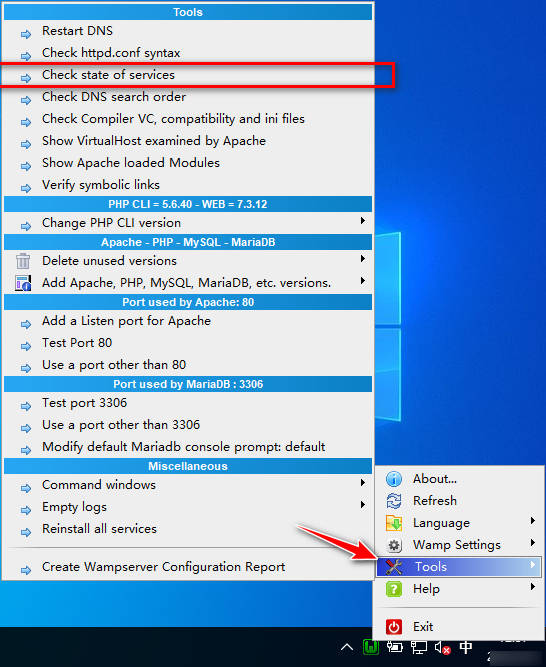 Tools
Restart DNS
Check httpd.conf syntax
Check state of services
Check DNS search order
Check Compiler VC, compatibility and ini files
Show VirtualHost examined by Apache
Show Apache loaded Modules
Verify symbolic links
PHP CLI = 5.6.40 - WEB = 7.3.12
Change PHP CLI version
Apache - PHP - MySQL - MariaDB
Delete unused versions
Add Apache, PHP, MySQL, MariaDB, etc. versions.
Port used by Apache: 80
Add a Listen port for Apache
Test Port 80
Use a port other than 80
Port used by MariaDB : 3306
Test port 3306
Use a port other than 3306
Modify default Mariadb console prompt: default
Miscellaneous
Command windows
Empty logs
Reinstall all services
Create Wampserver Configuration Report
About...
Refresh
Language
Wamp Settings
Tools
Help
Exit
中